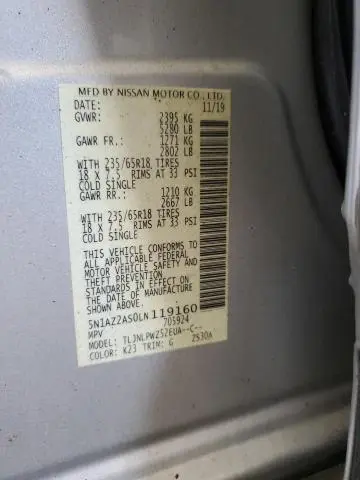 MFD BY NISSAN MOTOR CO., LTD.
DATE: 11/19
GVWR: 2395 KG
5280 LB
GAWR FR.: 1271 KG
2802 LB
WITH 235/65R18 TIRES
18 X 7.5 RIMS AT 33 PSI
COLD SINGLE
GAWR RR.: 1210 KG
2667 LB
WITH 235/65R18 TIRES
18 X 7.5 RIMS AT 33 PSI
COLD SINGLE
THIS VEHICLE CONFORMS TO
ALL APPLICABLE FEDERAL
MOTOR VEHICLE SAFETY AND
THEFT PREVENTION
STANDARDS IN EFFECT ON
THE DATE OF MANUFACTURE
SHOWN ABOVE.
5N1AZ2AS0LN119160
MPV 705924
MODEL: TLJNLPWZ52EUA--C--
COLOR: K23 TRIM: G ZS30A